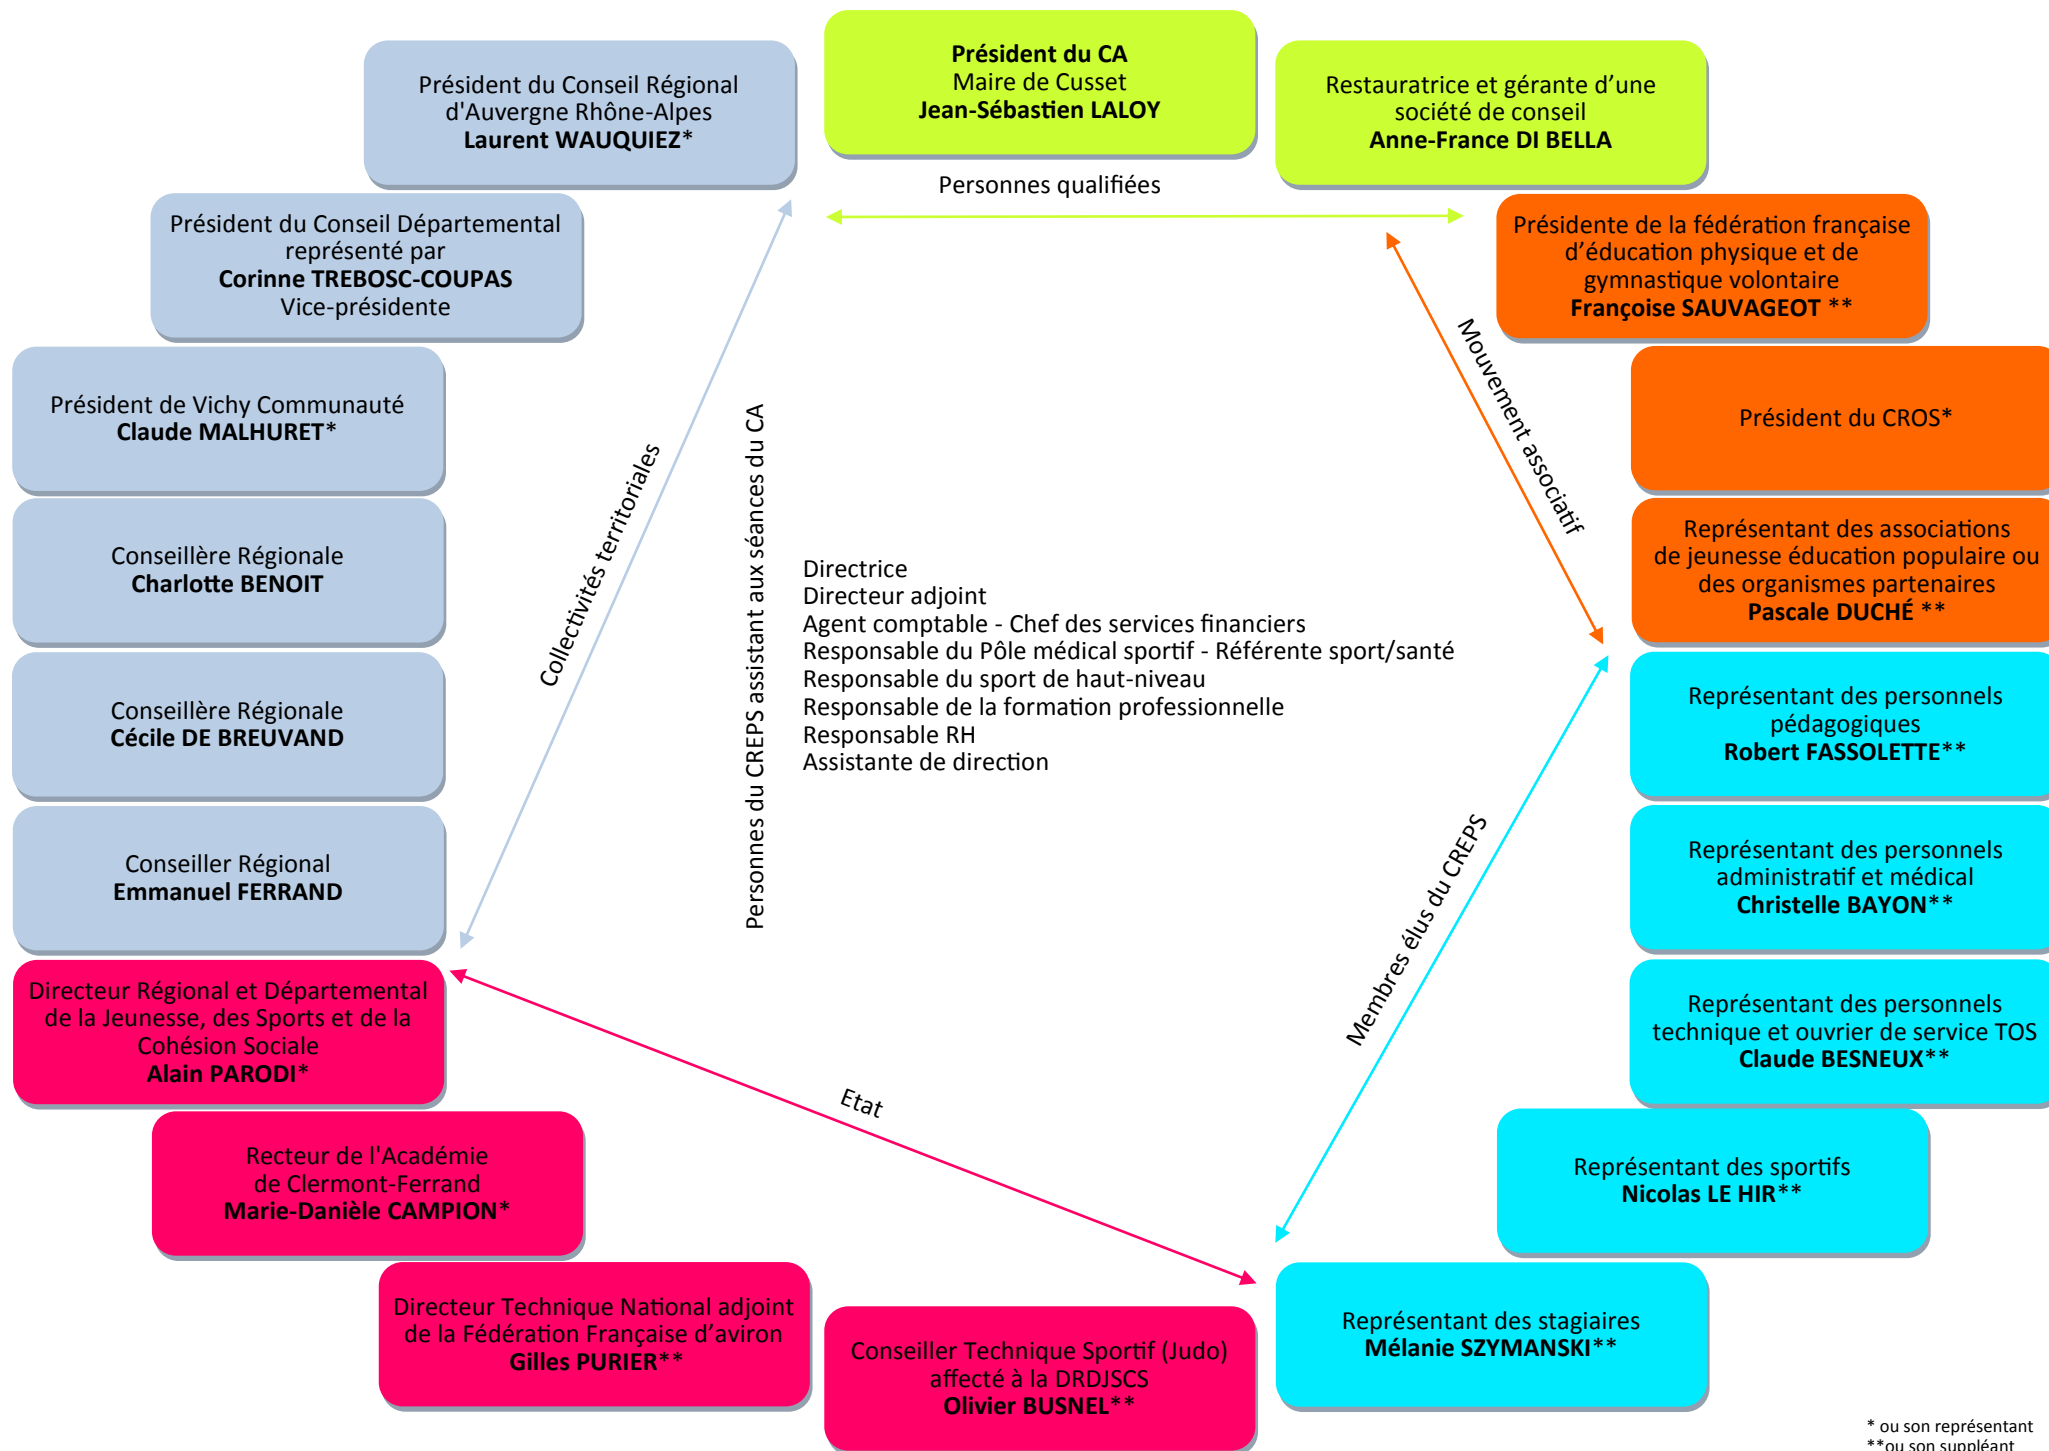 Président du CA
Maire de Cusset
Jean-Sébastien LALOY
Restauratrice et gérante d’une
société de conseil
Anne-France DI BELLA
Personnes qualifiées
Président du Conseil Régional
d'Auvergne Rhône-Alpes
Laurent WAUQUIEZ*
Président du Conseil Départemental
représenté par
Corinne TREBOSC-COUPAS
Vice-présidente
Président de Vichy Communauté
Claude MALHURET*
Conseillère Régionale
Charlotte BENOIT
Conseillère Régionale
Cécile DE BREUVAND
Conseiller Régional
Emmanuel FERRAND
Collectivités territoriales
Présidente de la fédération française
d’éducation physique et de
gymnastique volontaire
Françoise SAUVAGEOT **
Président du CROS*
Représentant des associations
de jeunesse éducation populaire ou
des organismes partenaires
Pascale DUCHÉ **
Mouvement associatif
Personnes du CREPS assistant aux séances du CA
Directrice
Directeur adjoint
Agent comptable - Chef des services financiers
Responsable du Pôle médical sportif - Référente sport/santé
Responsable du sport de haut-niveau
Responsable de la formation professionnelle
Responsable RH
Assistante de direction
Représentant des personnels
pédagogiques
Robert FASSOLETTE**
Représentant des personnels
administratif et médical
Christelle BAYON**
Représentant des personnels
technique et ouvrier de service TOS
Claude BESNEUX**
Représentant des sportifs
Nicolas LE HIR**
Représentant des stagiaires
Mélanie SZYMANSKI**
Membres élus du CREPS
Directeur Régional et Départemental
de la Jeunesse, des Sports et de la
Cohésion Sociale
Alain PARODI*
Recteur de l'Académie
de Clermont-Ferrand
Marie-Danièle CAMPION*
Directeur Technique National adjoint
de la Fédération Française d’aviron
Gilles PURIER**
Conseiller Technique Sportif (Judo)
affecté à la DRDJSCS
Olivier BUSNEL**
Etat
* ou son représentant
**ou son suppléant